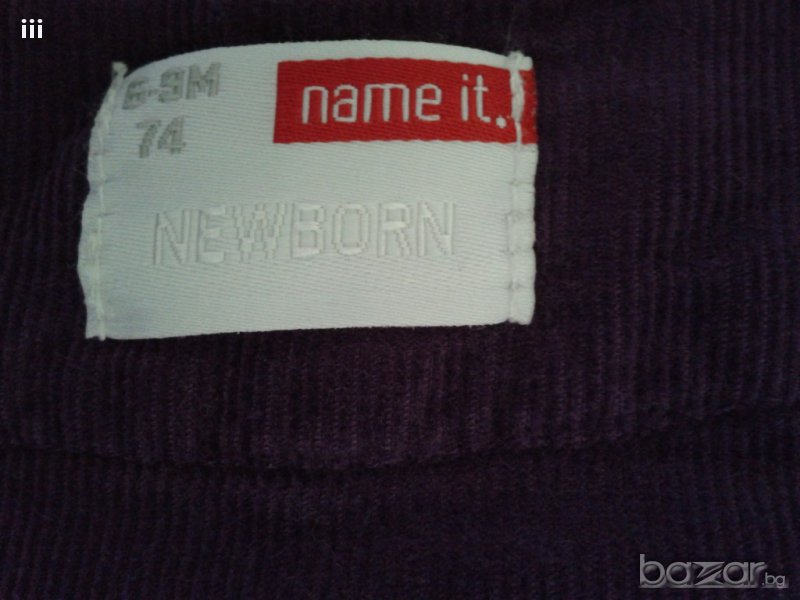 iii
6-9M
name it.
74
NEWBORN
bazar.bg